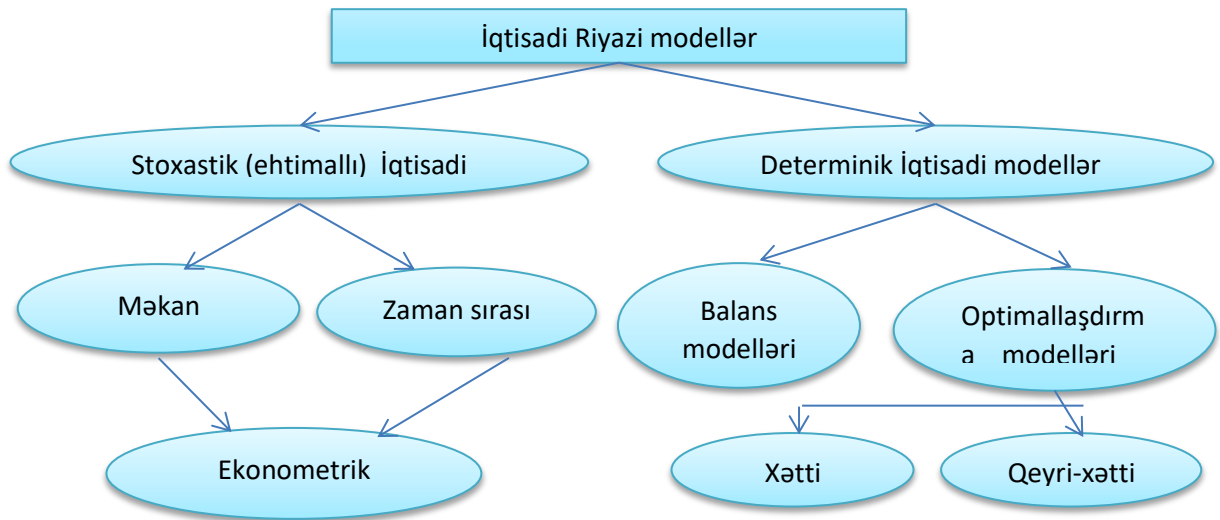 İqtisadi Riyazi modellər
Stoxastik (ehtimallı) İqtisadi
Determinik İqtisadi modellər
Məkan
Zaman sırası
Balans
modelləri
Optimallaşdırm
a modelləri
Ekonometrik
Xətti
Qeyri-xətti